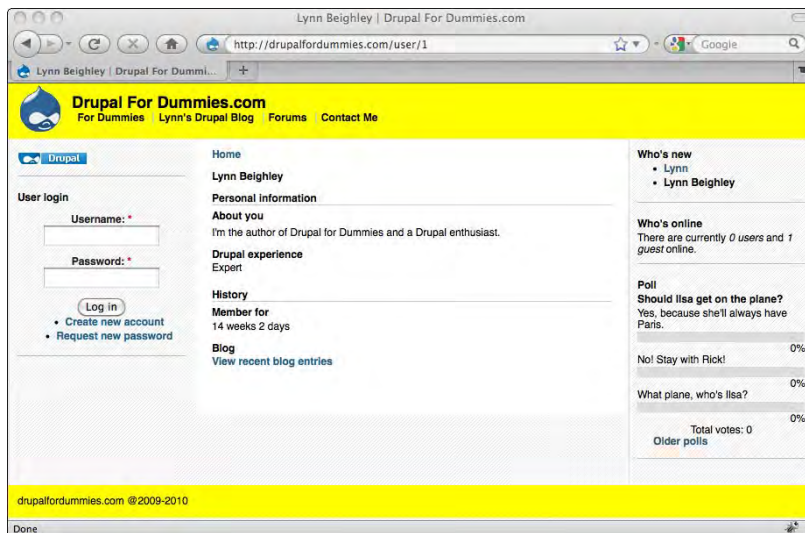 Lynn Beighley | Drupal For Dummies.com
http://drupalfordummies.com/user/1
Google
Lynn Beighley | Drupal For Dummi...
Drupal For Dummies.com
For Dummies Lynn's Drupal Blog Forums Contact Me
Drupal
User login
Username: *
Password: *
Log in
Create new account
Request new password
Home
Lynn Beighley
Personal information
About you
I'm the author of Drupal for Dummies and a Drupal enthusiast.
Drupal experience
Expert
History
Member for
14 weeks 2 days
Blog
View recent blog entries
Who's new
Lynn
Lynn Beighley
Who's online
There are currently 0 users and 1
guest online.
Poll
Should Ilsa get on the plane?
Yes, because she'll always have
Paris.
0%
No! Stay with Rick!
0%
What plane, who's Ilsa?
0%
Total votes: 0
Older polls
drupalfordummies.com @2009-2010
Done